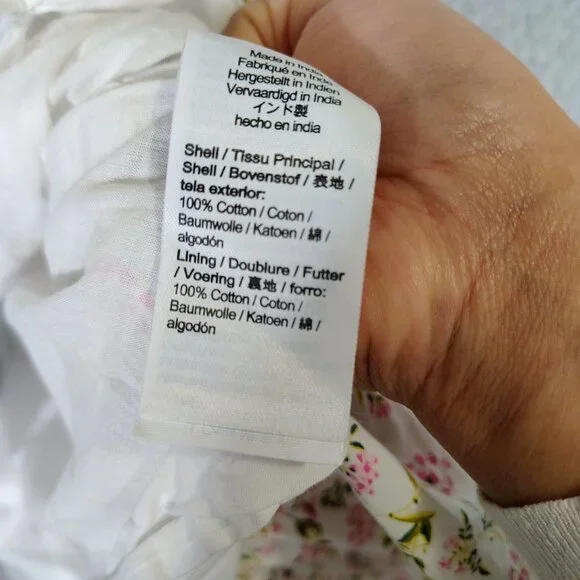 Made in India
Fabriqué en Inde
Hergestellt in Indien
Vervaardigd in India
インド製
hecho en india
Shell / Tissu Principal /
Shell / Bovenstof / 表地 /
tela exterior:
100% Cotton / Coton /
Baumwolle / Katoen / 綿 /
algodón
Lining / Doublure / Futter
/ Voering / 裏地 / forro:
100% Cotton / Coton /
Baumwolle / Katoen / 綿 /
algodón